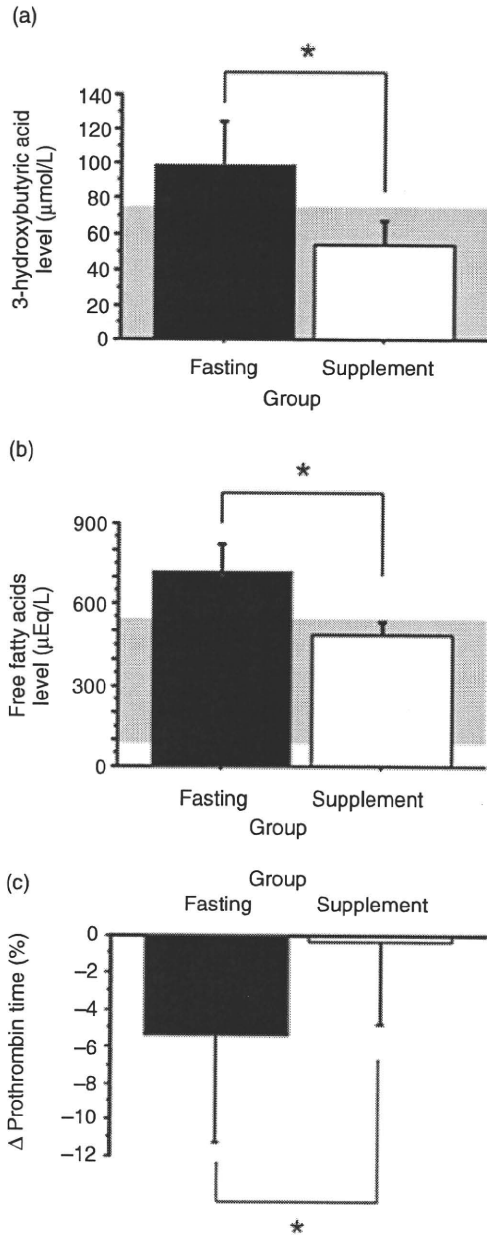 (a)
*
3-hydroxybutyric acid
level (μmol/L)
140
120
100
80
60
40
20
0
Fasting Supplement
Group
(b)
*
Free fatty acids
level (μEq/L)
900
600
300
0
Fasting Supplement
Group
(c)
Group
Fasting Supplement
Δ Prothrombin time (%)
0
−2
−4
−6
−8
−10
−12
*